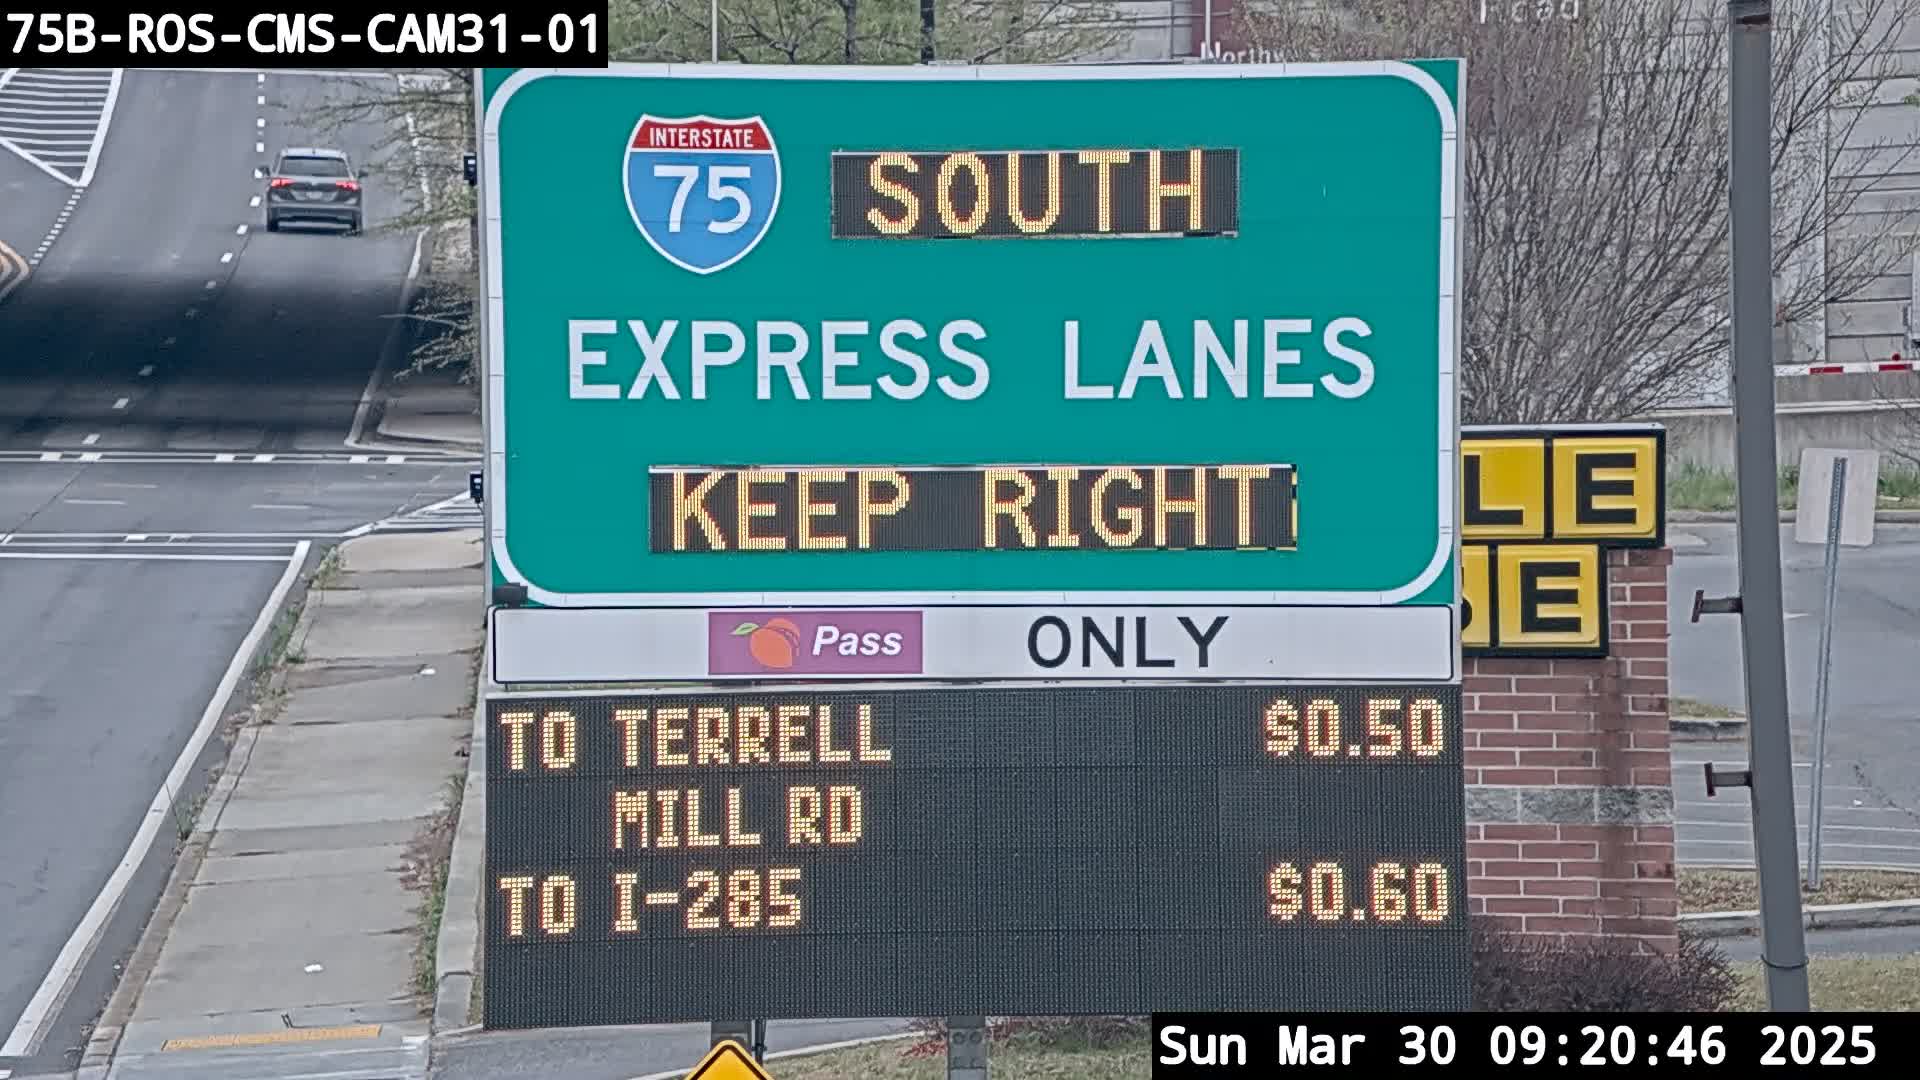 75B-ROS-CMS-CAM31-01
INTERSTATE
75
SOUTH
EXPRESS LANES
KEEP RIGHT
Pass ONLY
TO TERRELL $0.50
MILL RD
TO I-285 $0.60
LE
E
Sun Mar 30 09:20:46 2025